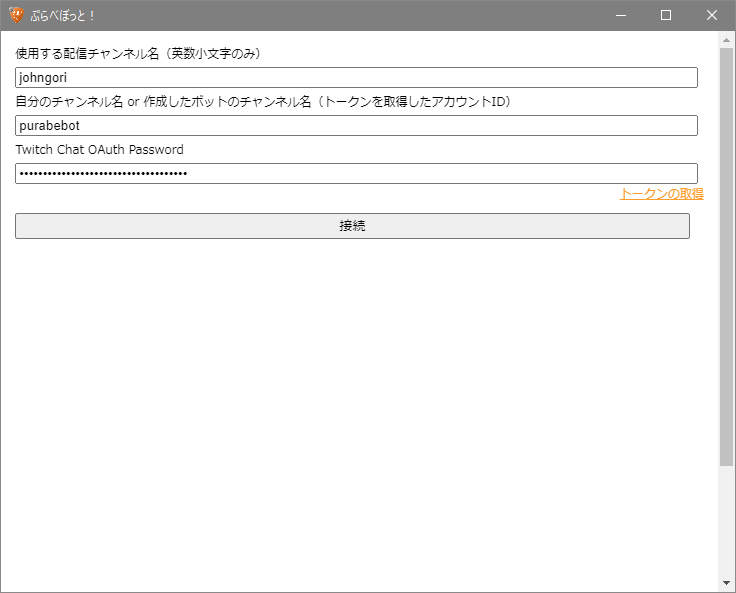 ぷらべぼっと！
使用する配信チャンネル名（英数小文字のみ）
johngori
自分のチャンネル名 or 作成したボットのチャンネル名（トークンを取得したアカウントID）
purabebot
Twitch Chat OAuth Password
••••••••••••••••••••••••••••••••••••
トークンの取得
接続